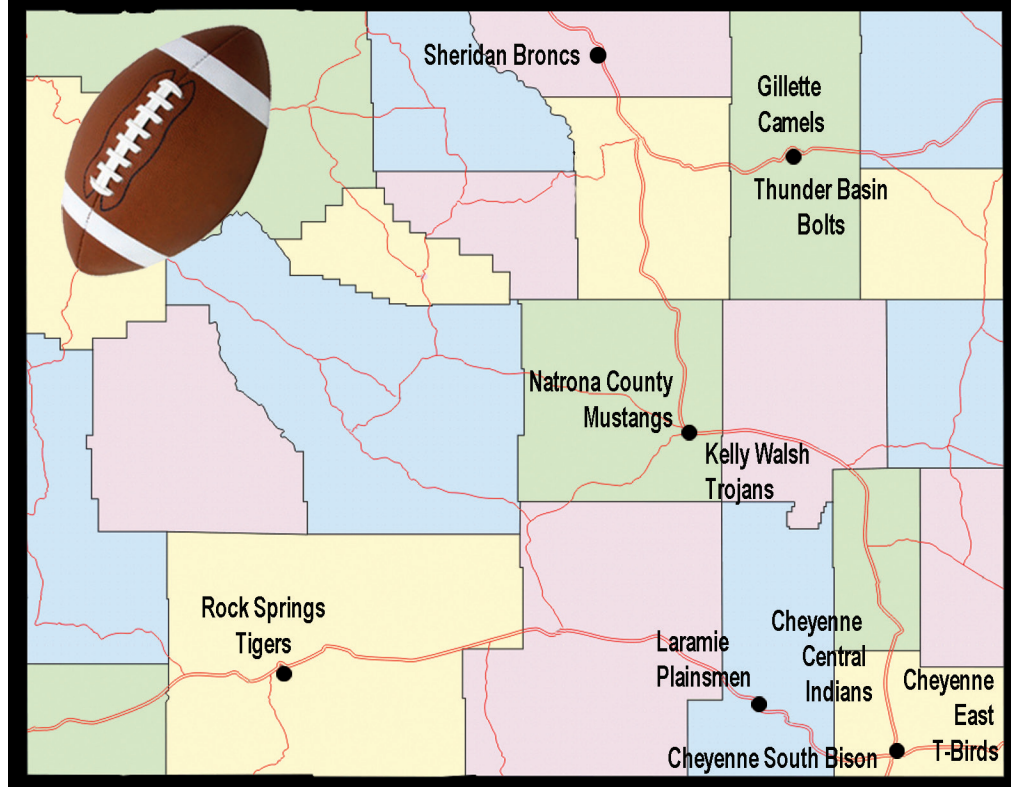 Sheridan Broncs
Gillette
Camels
Thunder Basin
Bolts
Natrona County
Mustangs
Kelly Walsh
Trojans
Rock Springs
Tigers
Laramie
Plainsmen
Cheyenne
Central
Indians
Cheyenne
East
T-Birds
Cheyenne South Bison